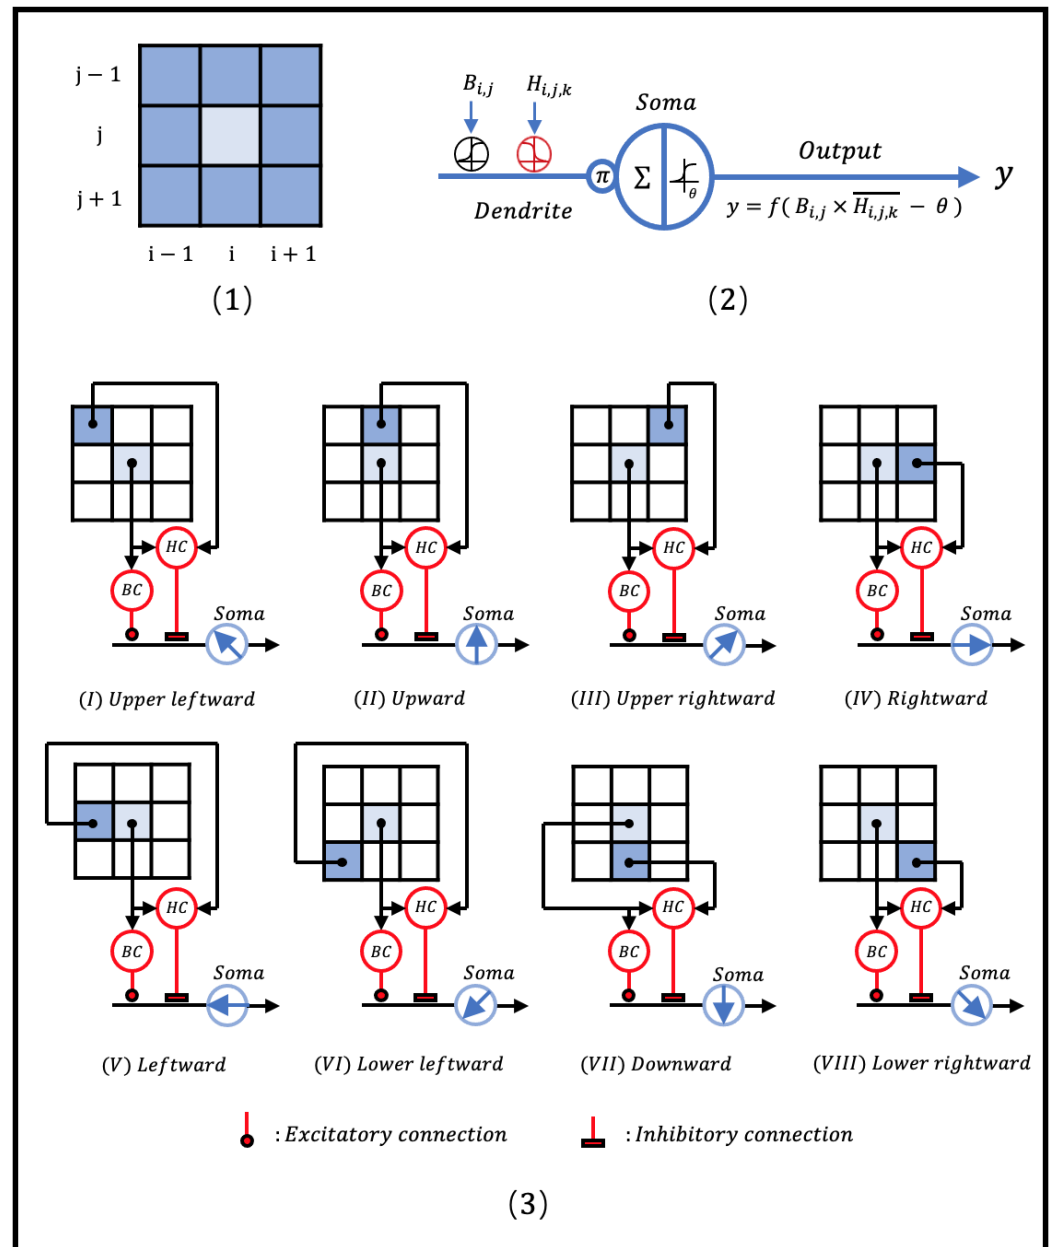 j − 1
j
j + 1
i − 1 i i + 1
(1)
B_{i,j} H_{i,j,k}
Soma
π Σ θ
Dendrite
Output
y
y = f( B_{i,j} × \overline{H_{i,j,k}} − θ )
(2)
HC HC HC HC
BC BC BC BC
Soma Soma Soma Soma
(I) Upper leftward (II) Upward (III) Upper rightward (IV) Rightward
HC HC HC HC
BC BC BC BC
Soma Soma Soma Soma
(V) Leftward (VI) Lower leftward (VII) Downward (VIII) Lower rightward
: Excitatory connection : Inhibitory connection
(3)